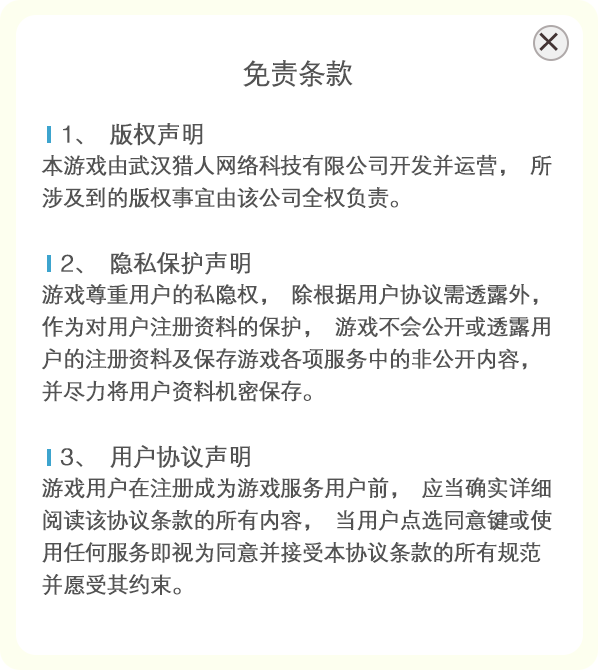 免责条款
1、 版权声明
本游戏由武汉猎人网络科技有限公司开发并运营， 所
涉及到的版权事宜由该公司全权负责。
2、 隐私保护声明
游戏尊重用户的私隐权， 除根据用户协议需透露外，
作为对用户注册资料的保护， 游戏不会公开或透露用
户的注册资料及保存游戏各项服务中的非公开内容，
并尽力将用户资料机密保存。
3、 用户协议声明
游戏用户在注册成为游戏服务用户前， 应当确实详细
阅读该协议条款的所有内容， 当用户点选同意键或使
用任何服务即视为同意并接受本协议条款的所有规范
并愿受其约束。